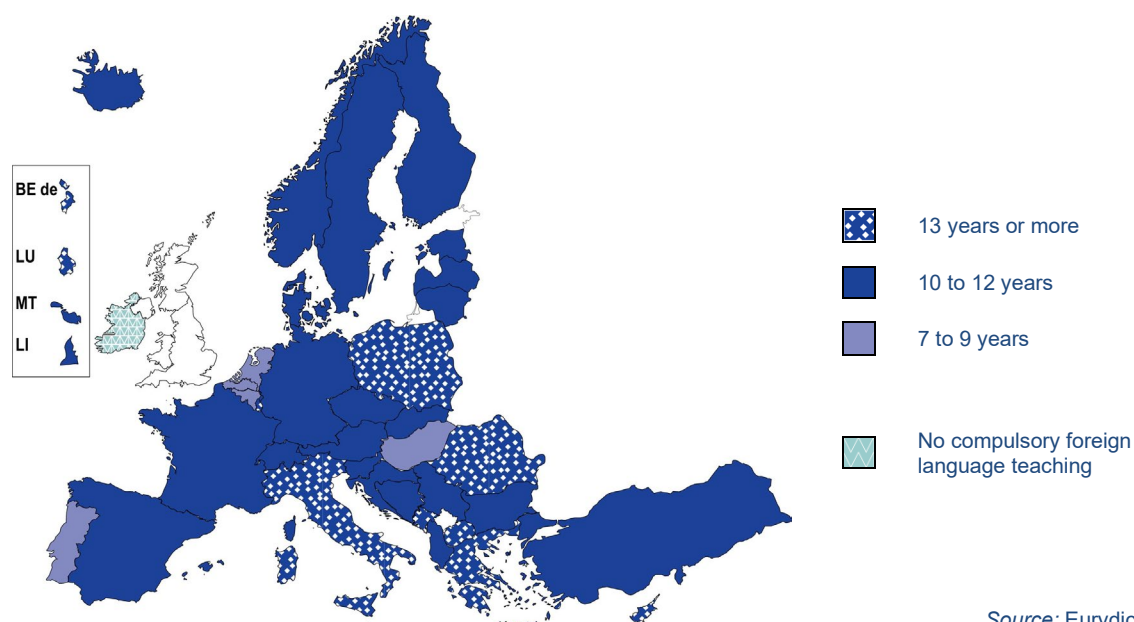 BE de
LU
MT
LI
13 years or more
10 to 12 years
7 to 9 years
No compulsory foreign
language teaching
Source: Eurydic